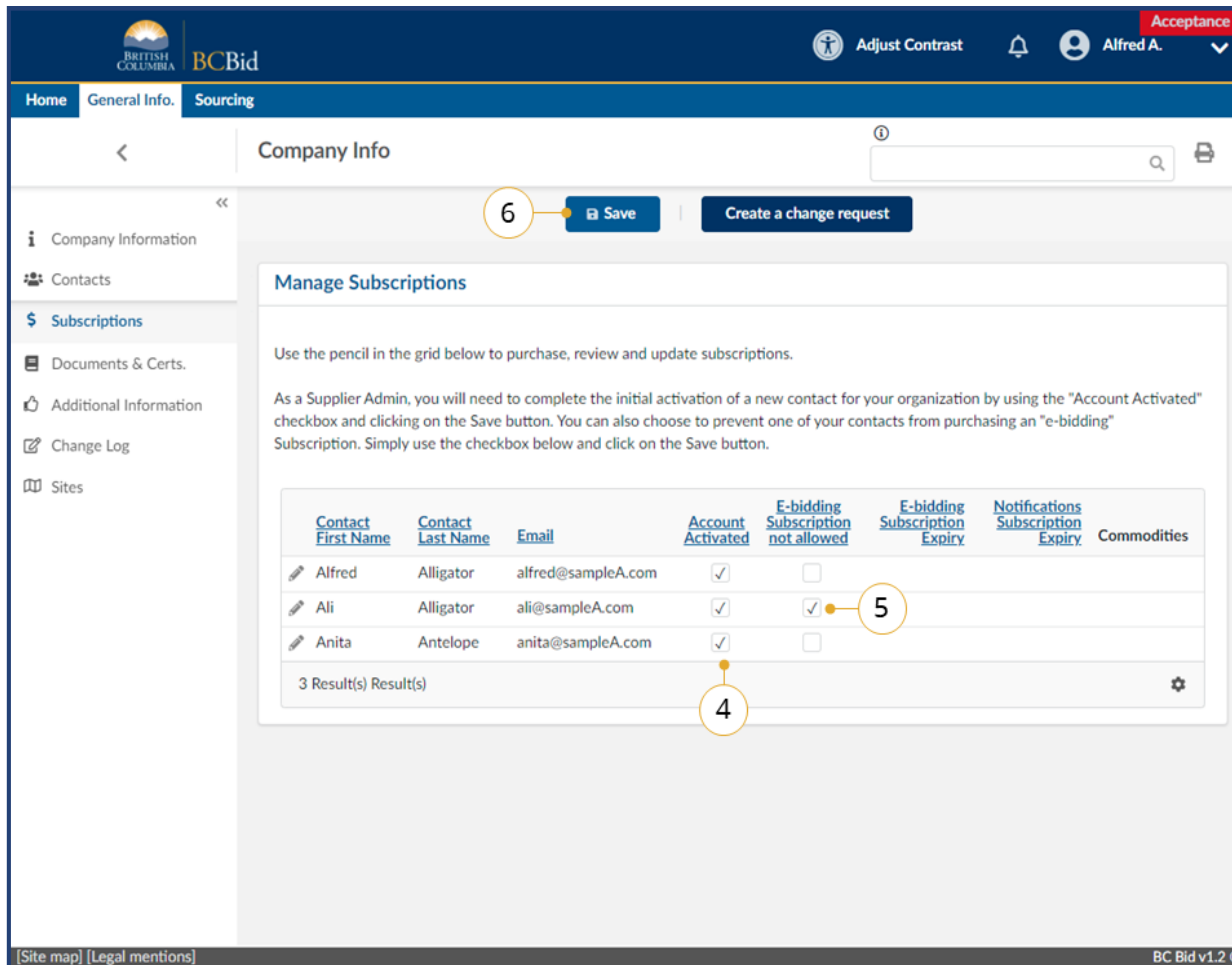 Acceptance
BRITISH
COLUMBIA
BCBid
Adjust Contrast
Alfred A.
Home General Info. Sourcing
Company Info
6
Save
Create a change request
Company Information
Contacts
Subscriptions
Documents & Certs.
Additional Information
Change Log
Sites
Manage Subscriptions
Use the pencil in the grid below to purchase, review and update subscriptions.
As a Supplier Admin, you will need to complete the initial activation of a new contact for your organization by using the "Account Activated"
checkbox and clicking on the Save button. You can also choose to prevent one of your contacts from purchasing an "e-bidding"
Subscription. Simply use the checkbox below and click on the Save button.
Contact First Name Contact Last Name Email Account Activated E-bidding Subscription not allowed E-bidding Subscription Expiry Notifications Subscription Expiry Commodities
Alfred Alligator alfred@sampleA.com
Ali Alligator ali@sampleA.com
5
Anita Antelope anita@sampleA.com
3 Result(s) Result(s)
4
[Site map] [Legal mentions]
BC Bid v1.2